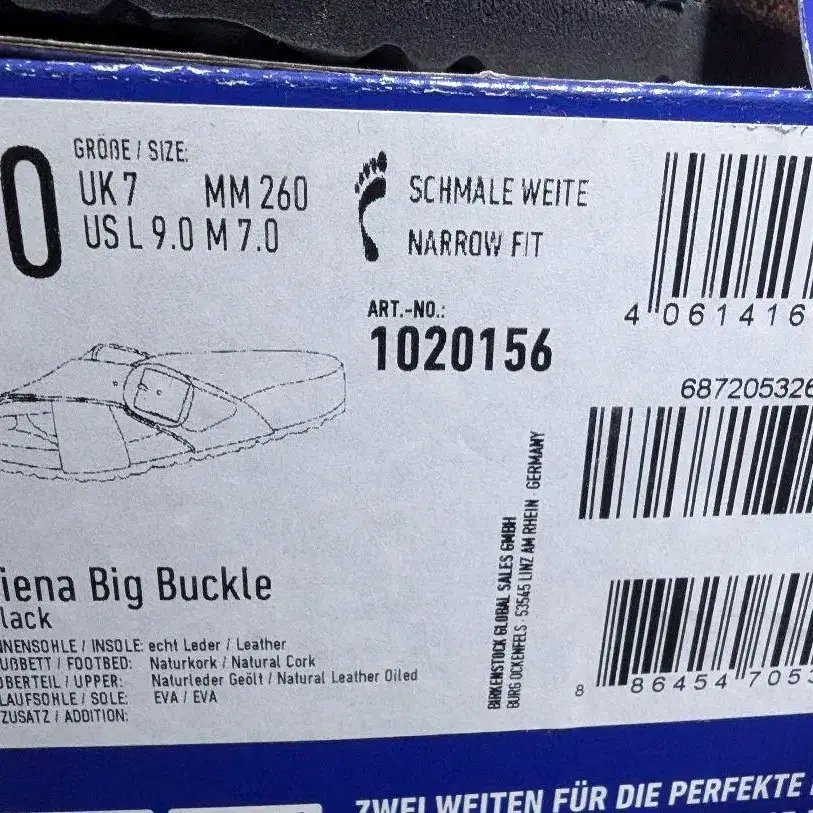 0
GRÖßE / SIZE:
UK 7 MM 260
US L 9.0 M 7.0
SCHMALE WEITE
NARROW FIT
ART.-NO.:
1020156
4 061416
687205326
BIRKENSTOCK GLOBAL SALES GMBH
BURG OCKENFELS · 53545 LINZ AM RHEIN · GERMANY
iena Big Buckle
lack
NNENSOHLE / INSOLE: echt Leder / Leather
UßBETT / FOOTBED: Naturkork / Natural Cork
OBERTEIL / UPPER: Naturleder Geölt / Natural Leather Oiled
LAUFSOHLE / SOLE: EVA / EVA
ZUSATZ / ADDITION:
8 86454 7053
ZWEI WEITEN FÜR DIE PERFEKTE